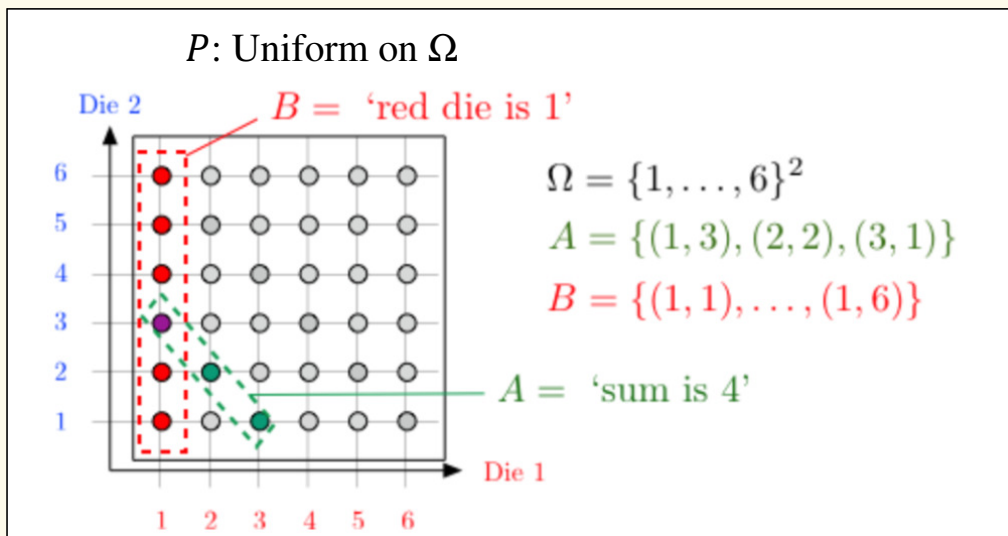 P: Uniform on Ω
Die 2
B = ‘red die is 1’
6
5
4
3
2
1
Ω = {1, . . . , 6}²
A = {(1, 3), (2, 2), (3, 1)}
B = {(1, 1), . . . , (1, 6)}
A = ‘sum is 4’
Die 1
1 2 3 4 5 6